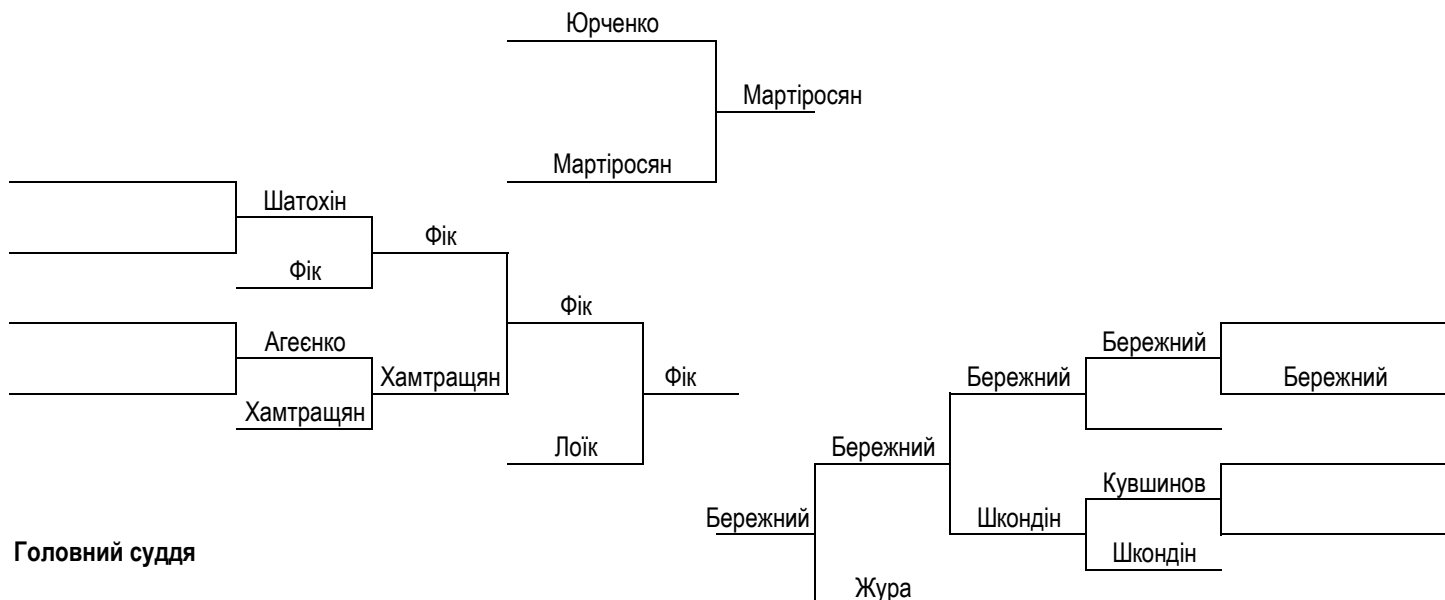 Юрченко
Мартіросян
Мартіросян
Шатохін
Фік
Фік
Фік
Агеєнко
Бережний
Хамтращян
Фік
Бережний
Бережний
Хамтращян
Лоїк
Бережний
Кувшинов
Бережний
Шкондін
Головний суддя
Шкондін
Жура